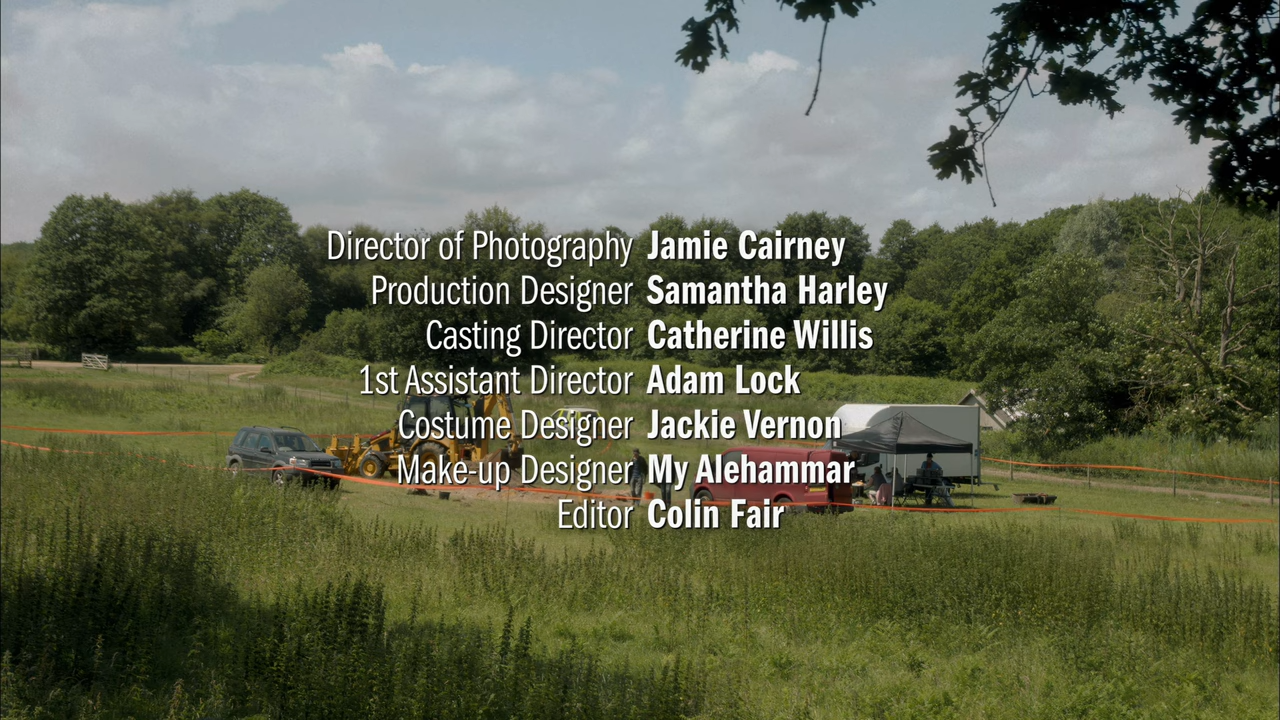 Director of Photography Jamie Cairney
Production Designer Samantha Harley
Casting Director Catherine Willis
1st Assistant Director Adam Lock
Costume Designer Jackie Vernon
Make-up Designer My Alehammar
Editor Colin Fair